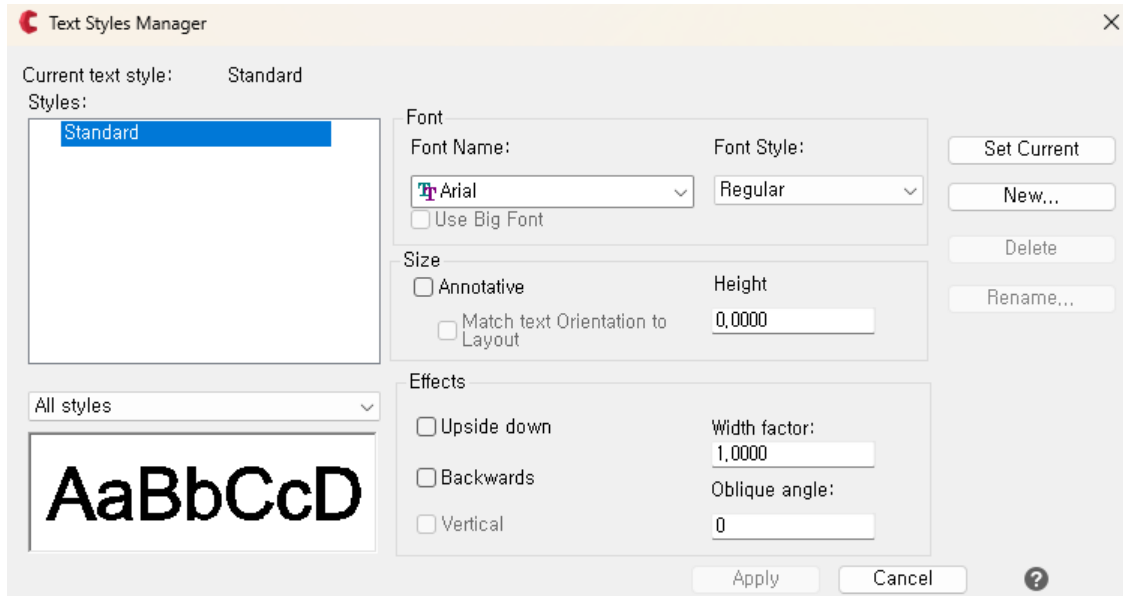 Text Styles Manager
Current text style: Standard
Styles:
Standard
All styles
AaBbCcD
Font
Font Name:
Font Style:
Arial
Regular
Use Big Font
Size
Annotative
Height
Match text Orientation to
Layout
0,0000
Effects
Upside down
Width factor:
1,0000
Backwards
Oblique angle:
Vertical
0
Set Current
New,,,
Delete
Rename,,,
Apply
Cancel
?